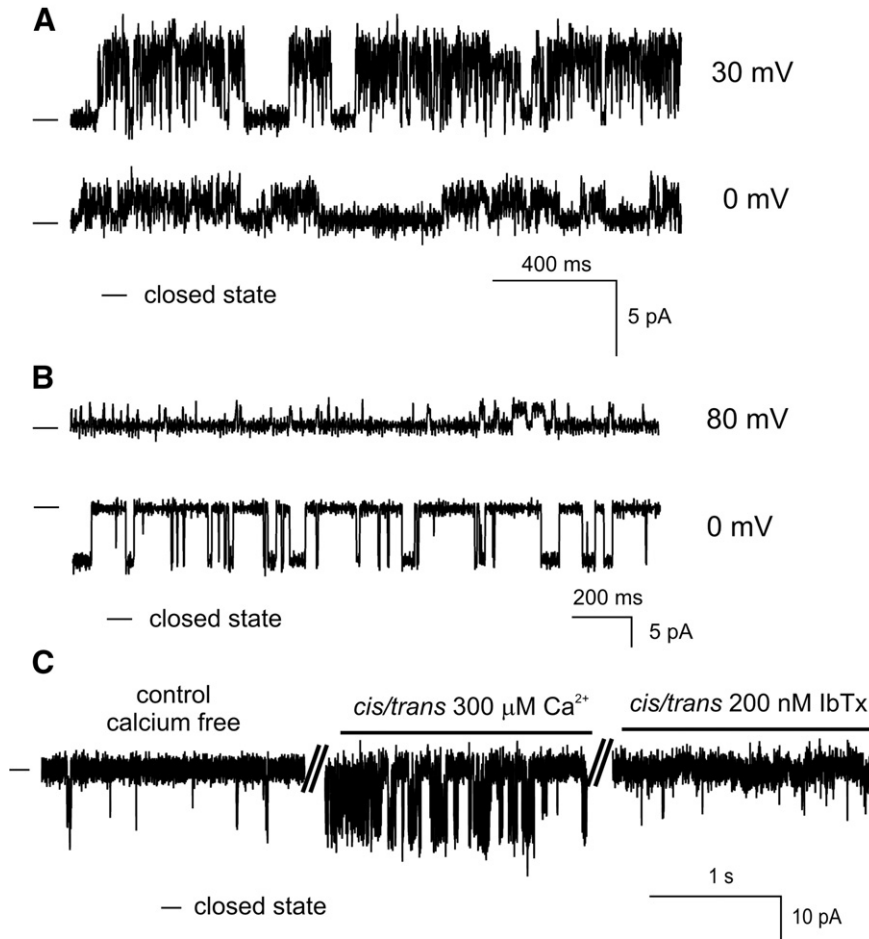 A
30 mV
0 mV
400 ms
— closed state
5 pA
B
80 mV
0 mV
200 ms
— closed state
5 pA
C
control
calcium free
cis/trans 300 μM Ca²⁺
cis/trans 200 nM IbTx
1 s
— closed state
10 pA